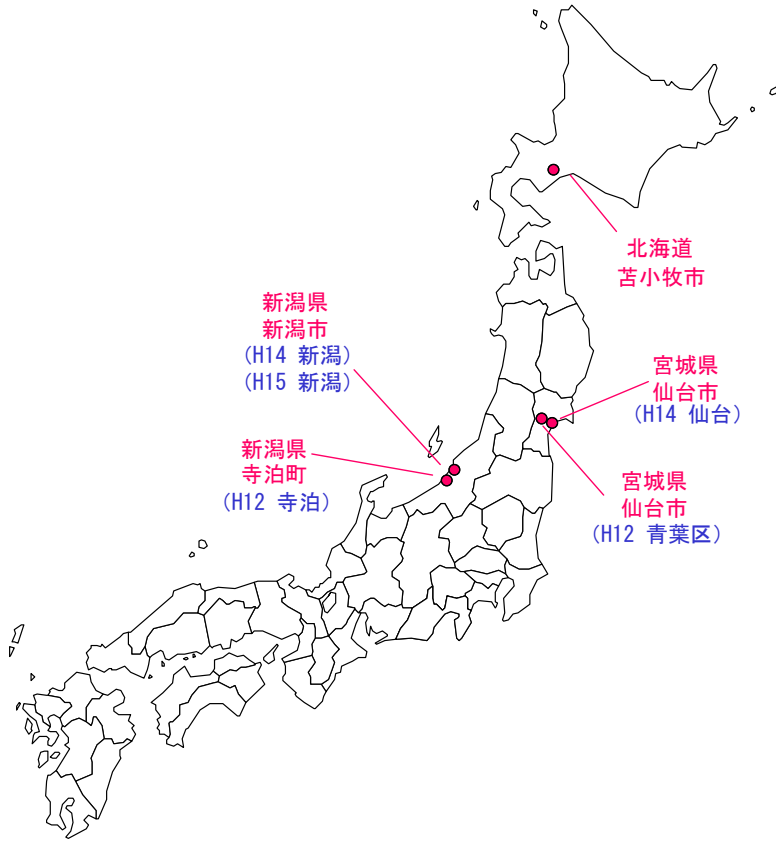 北海道
苫小牧市
新潟県
新潟市
(H14 新潟)
(H15 新潟)
宮城県
仙台市
(H14 仙台)
新潟県
寺泊町
(H12 寺泊)
宮城県
仙台市
(H12 青葉区)